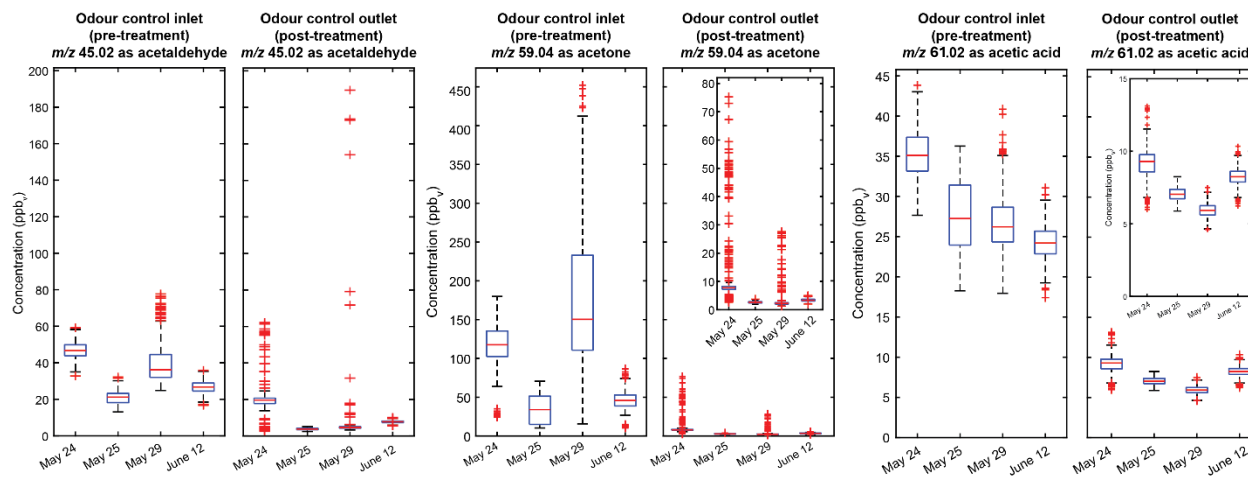 Odour control inlet
(pre-treatment)
m/z 45.02 as acetaldehyde
Odour control outlet
(post-treatment)
m/z 45.02 as acetaldehyde
Concentration (ppbv)
200
180
160
140
120
100
80
60
40
20
0
May 24
May 25
May 29
June 12
May 24
May 25
May 29
June 12
Odour control inlet
(pre-treatment)
m/z 59.04 as acetone
Odour control outlet
(post-treatment)
m/z 59.04 as acetone
Concentration (ppbv)
450
400
350
300
250
200
150
100
50
0
May 24
May 25
May 29
June 12
80
70
60
50
40
30
20
10
0
May 24
May 25
May 29
June 12
May 24
May 25
May 29
June 12
Odour control inlet
(pre-treatment)
m/z 61.02 as acetic acid
Odour control outlet
(post-treatment)
m/z 61.02 as acetic acid
Concentration (ppbv)
45
40
35
30
25
20
15
10
5
0
May 24
May 25
May 29
June 12
Concentration (ppbv)
15
10
5
0
May 24
May 25
May 29
June 12
May 24
May 25
May 29
June 12